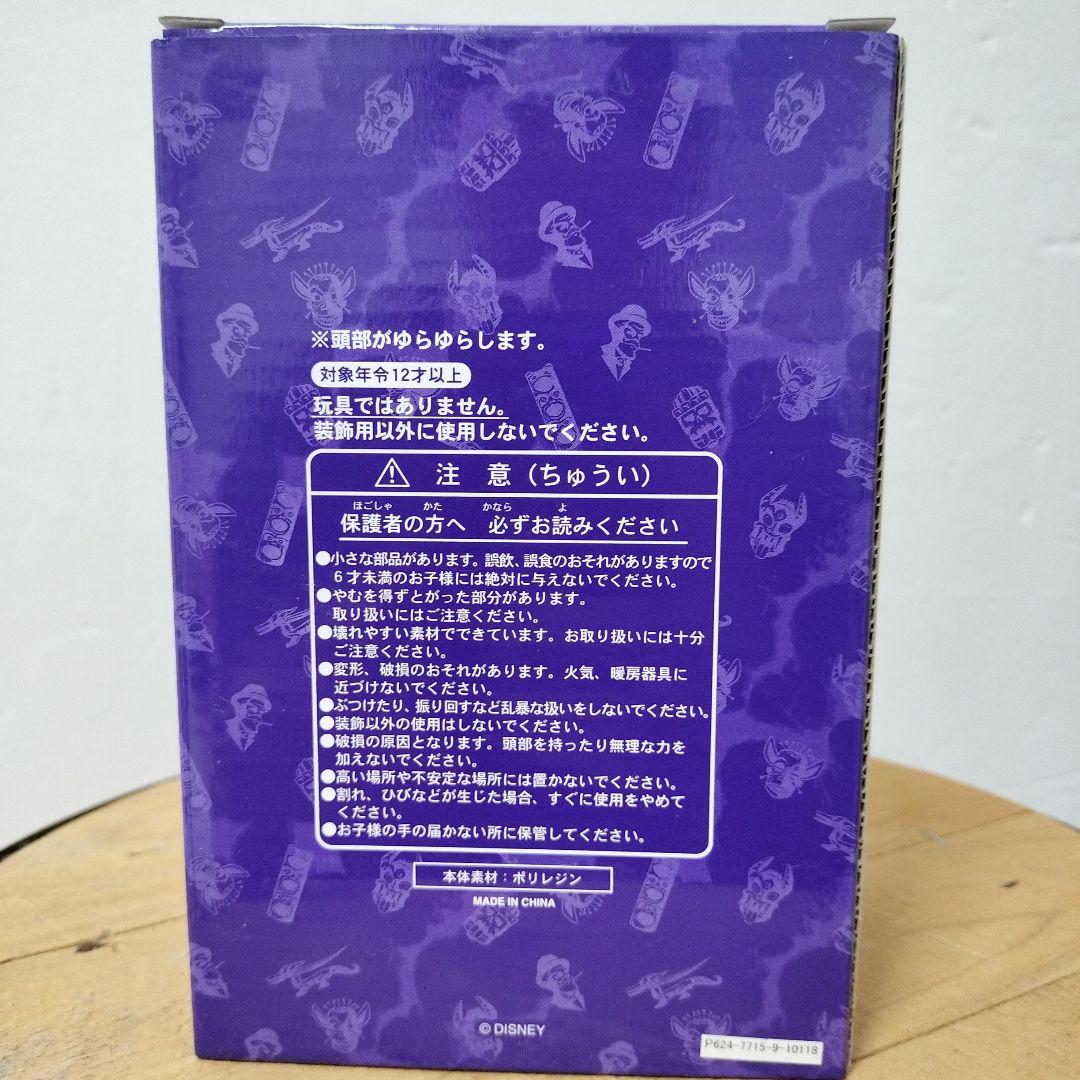 ※頭部がゆらゆらします。
対象年令12才以上
玩具ではありません。
装飾用以外に使用しないでください。
⚠ 注 意（ちゅうい）
ほごしゃ かた かなら よ
保護者の方へ 必ずお読みください
●小さな部品があります。誤飲、誤食のおそれがありますので
6才未満のお子様には絶対に与えないでください。
●やむを得ずとがった部分があります。
取り扱いにはご注意ください。
●壊れやすい素材でできています。お取り扱いには十分
ご注意ください。
●変形、破損のおそれがあります。火気、暖房器具に
近づけないでください。
●ぶつけたり、振り回すなど乱暴な扱いをしないでください。
●装飾以外の使用はしないでください。
●破損の原因となります。頭部を持ったり無理な力を
加えないでください。
●高い場所や不安定な場所には置かないでください。
●割れ、ひびなどが生じた場合、すぐに使用をやめて
ください。
●お子様の手の届かない所に保管してください。
本体素材：ポリレジン
MADE IN CHINA
© DISNEY
P624-7715-9-10118